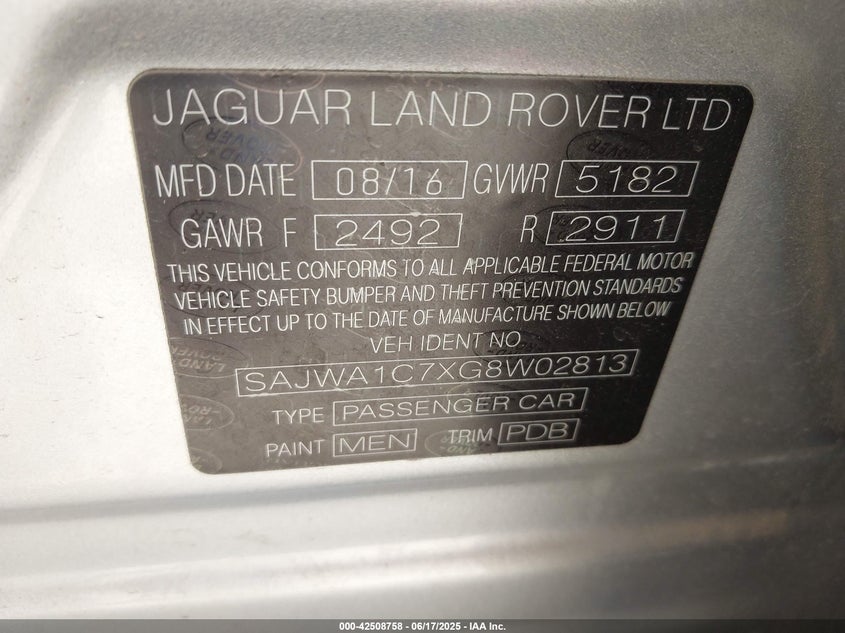 JAGUAR LAND ROVER LTD
MFD DATE 08/16 GVWR 5182
GAWR F 2492 R 2911
THIS VEHICLE CONFORMS TO ALL APPLICABLE FEDERAL MOTOR
VEHICLE SAFETY BUMPER AND THEFT PREVENTION STANDARDS
IN EFFECT UP TO THE DATE OF MANUFACTURE SHOWN BELOW
VEH IDENT NO.
SAJWA1C7XG8W02813
TYPE PASSENGER CAR
PAINT MEN TRIM PDB
000-42508758 - 06/17/2025 - IAA Inc.